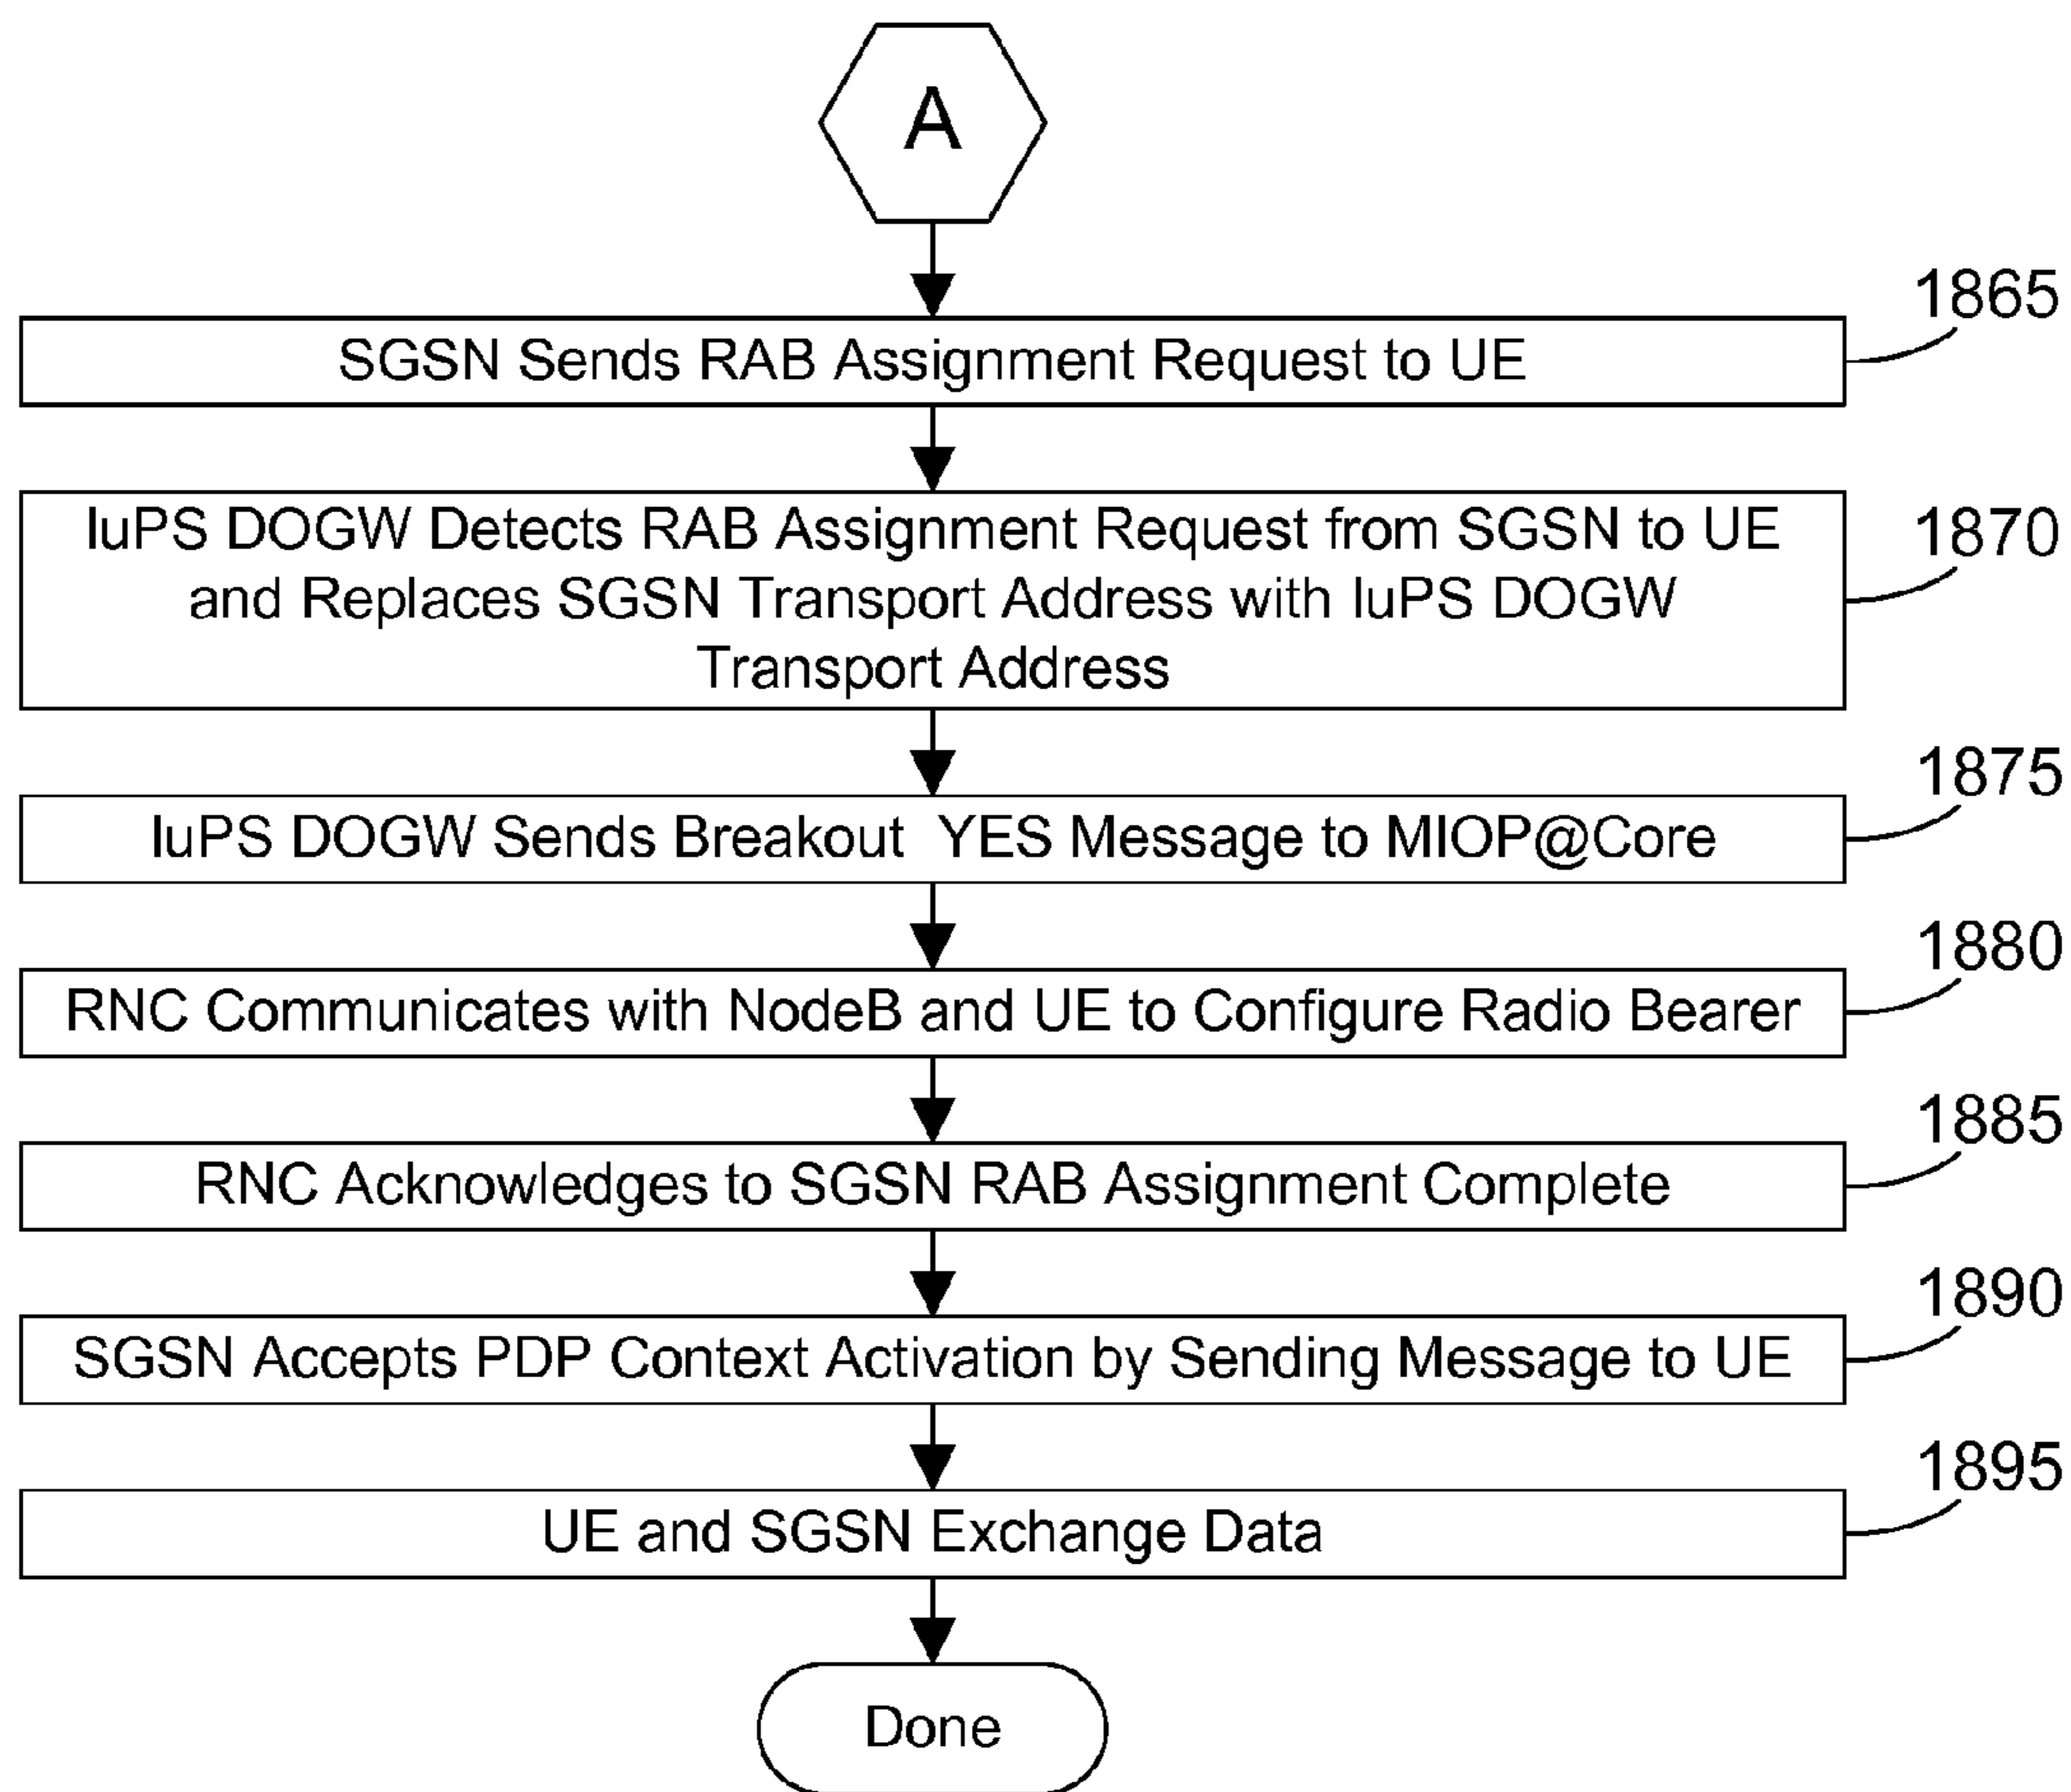 A
1865
SGSN Sends RAB Assignment Request to UE
1870
IuPS DOGW Detects RAB Assignment Request from SGSN to UE
and Replaces SGSN Transport Address with IuPS DOGW
Transport Address
1875
IuPS DOGW Sends Breakout  YES Message to MIOP@Core
1880
RNC Communicates with NodeB and UE to Configure Radio Bearer
1885
RNC Acknowledges to SGSN RAB Assignment Complete
1890
SGSN Accepts PDP Context Activation by Sending Message to UE
1895
UE and SGSN Exchange Data
Done